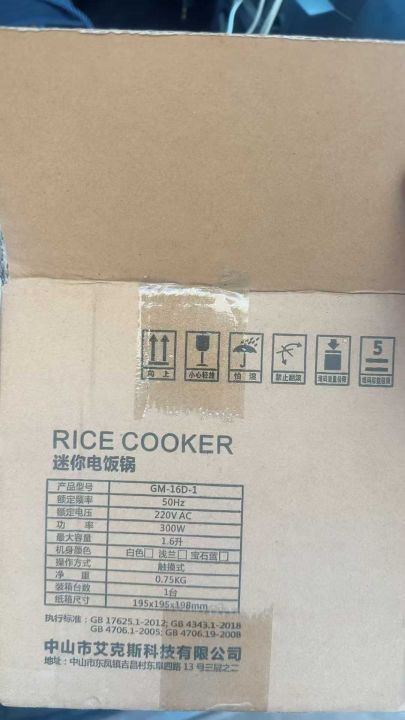 向上 小心轻放 怕湿 禁止翻滚 堆码重量极限 堆码层数极限
5
RICE COOKER
迷你电饭锅
产品型号 GM-16D-1
额定频率 50Hz
额定电压 220V AC
功 率 300W
最大容量 1.6升
机身颜色 白色□ 浅兰□ 宝石蓝□
操作方式 触摸式
净 重 0.75KG
装箱台数 1台
纸箱尺寸 195x195x198mm
执行标准: GB 17625.1-2012; GB 4343.1-2018
GB 4706.1-2005; GB 4706.19-2008
中山市艾克斯科技有限公司
地址: 中山市东凤镇吉昌村东阜四路 13 号三层之二